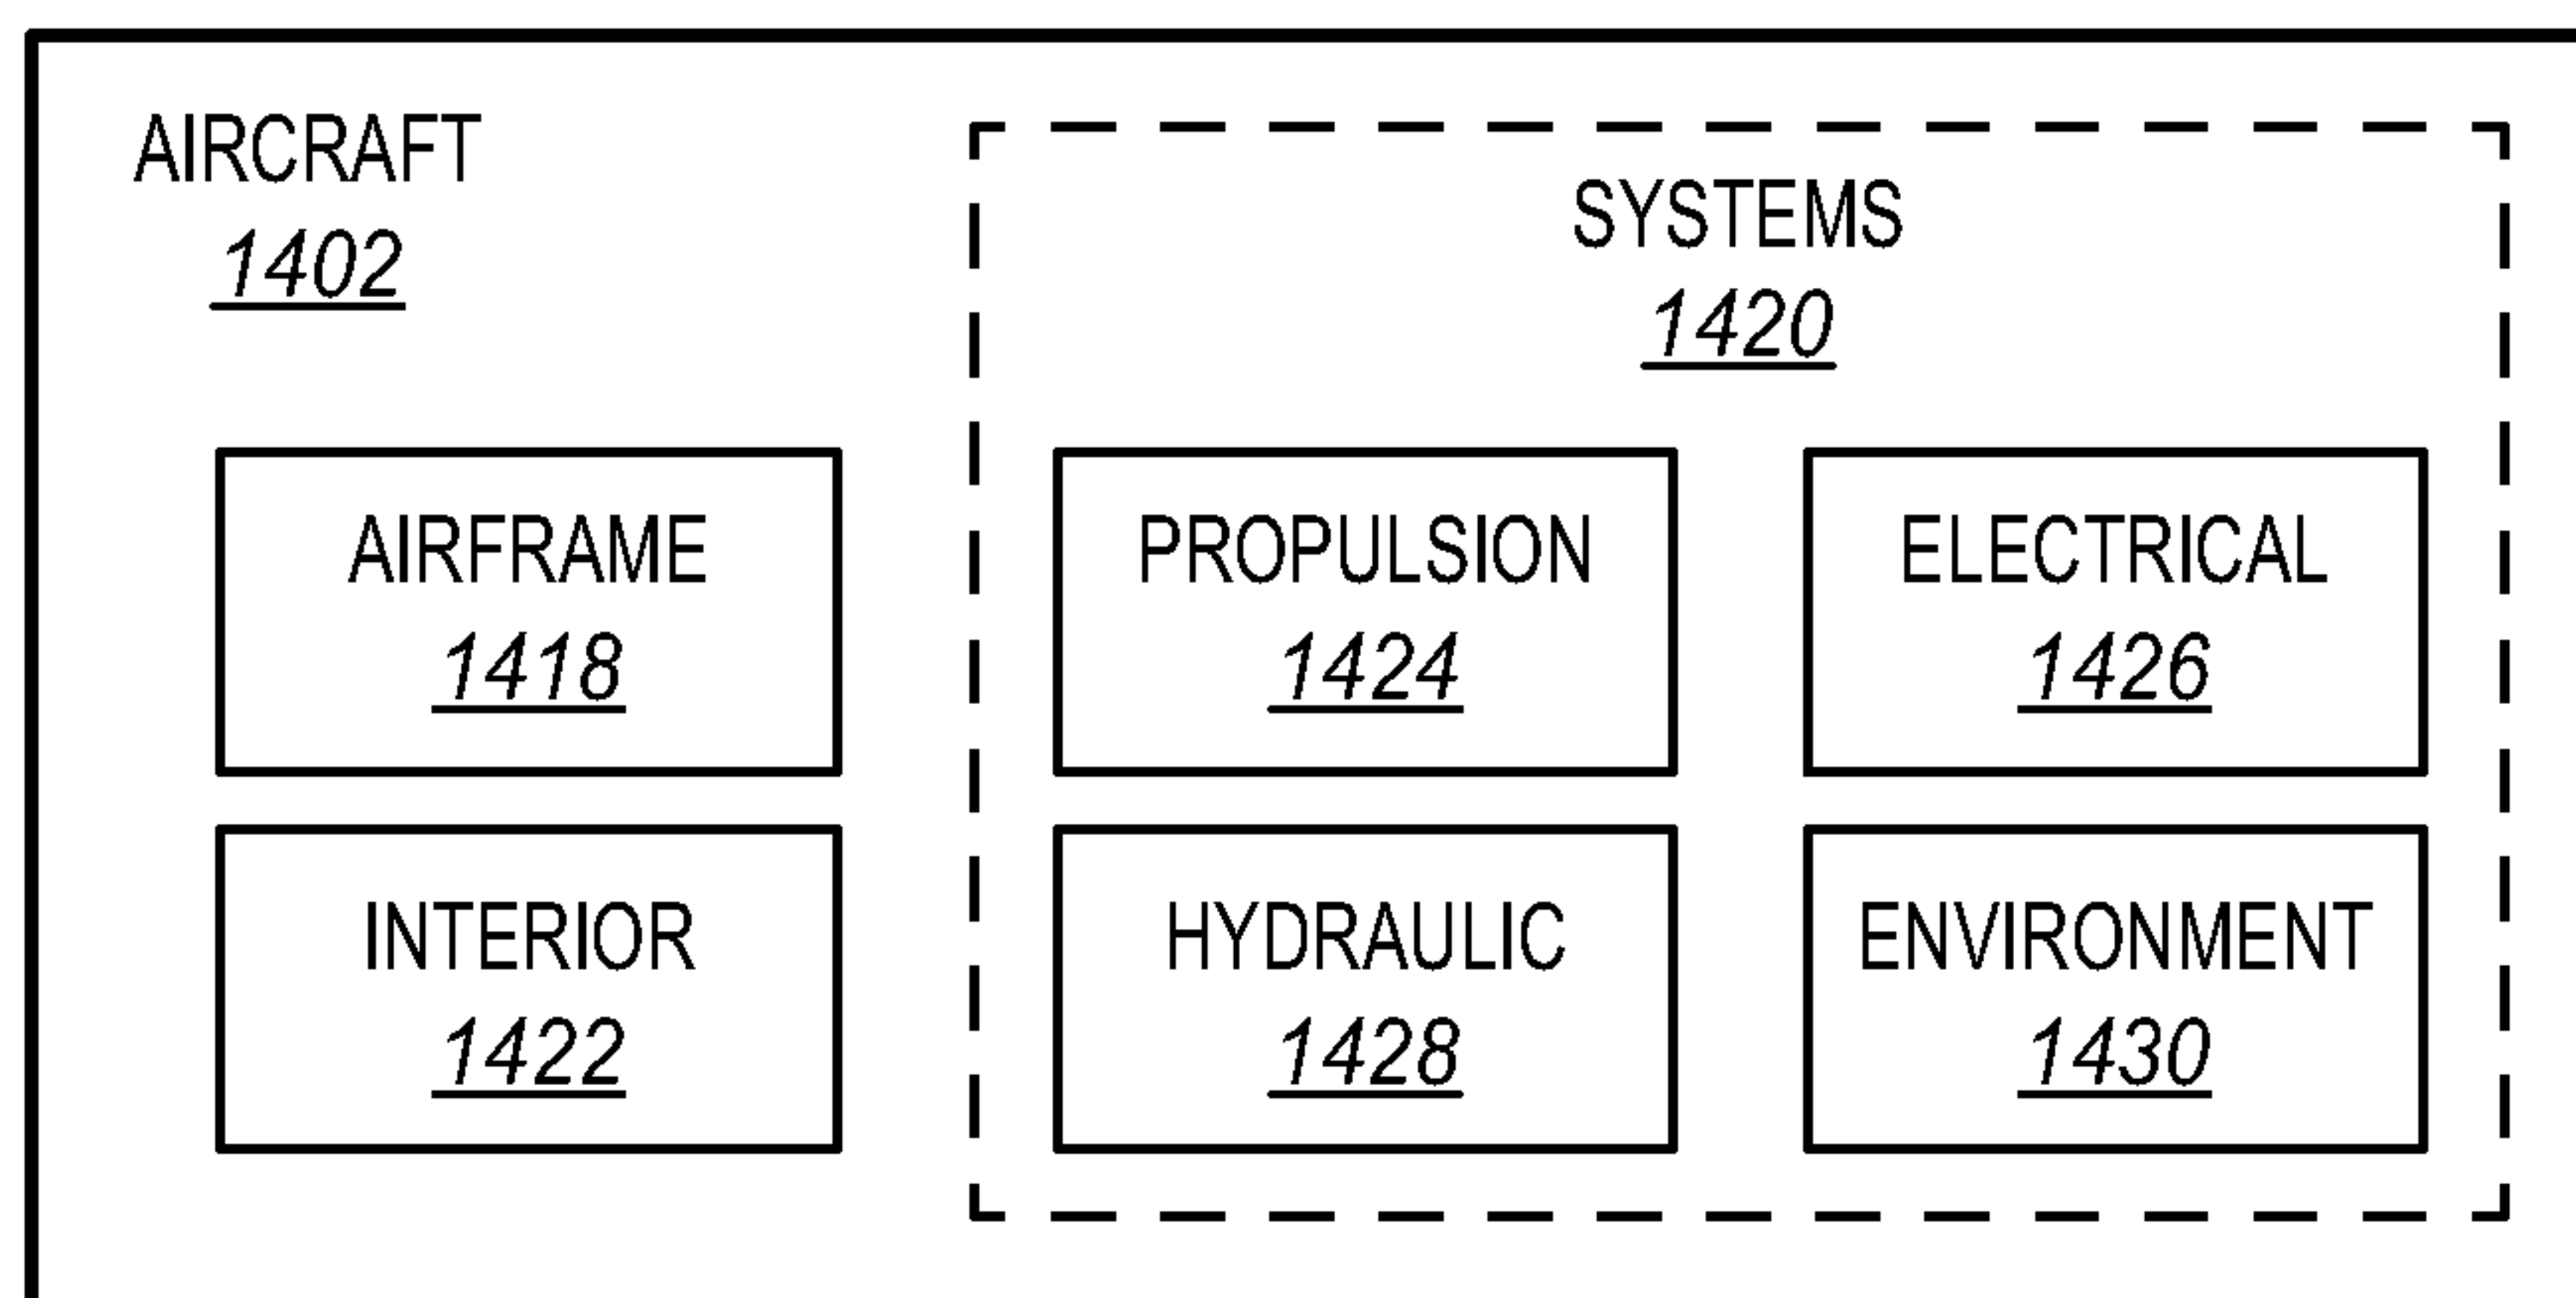 AIRCRAFT
1402
SYSTEMS
1420
AIRFRAME
1418
PROPULSION
1424
ELECTRICAL
1426
INTERIOR
1422
HYDRAULIC
1428
ENVIRONMENT
1430